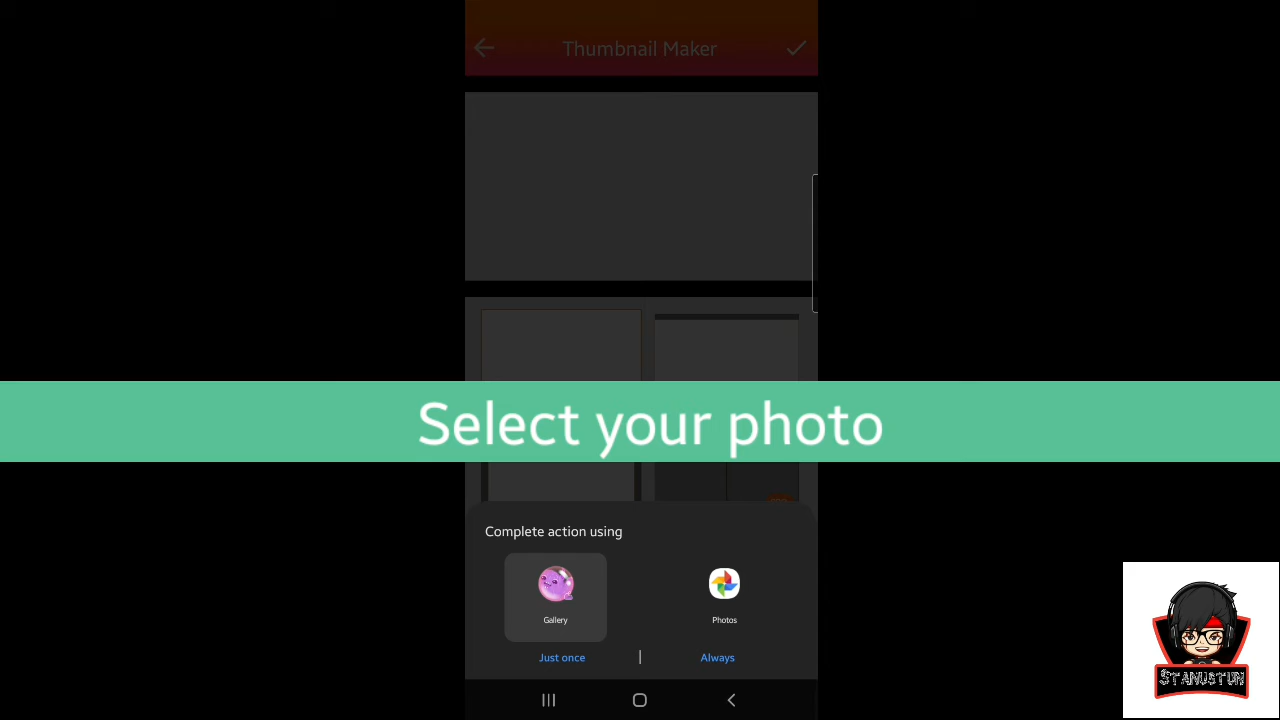 Thumbnail Maker
Select your photo
Complete action using
Gallery
Photos
Just once
Always
STANUSTUN